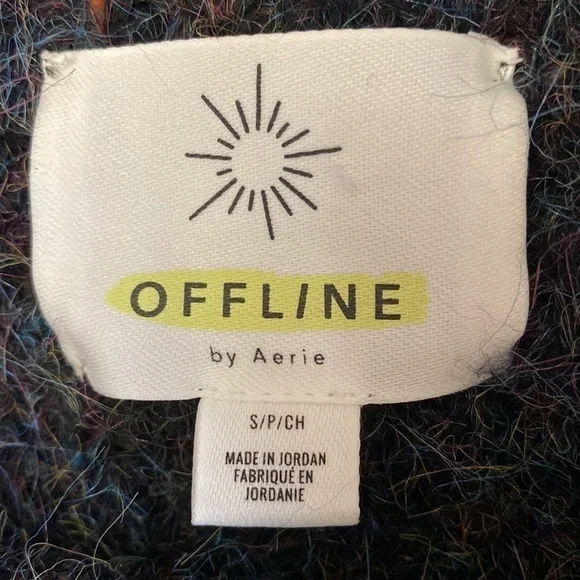 OFFLINE
by Aerie
S/P/CH
MADE IN JORDAN
FABRIQUÉ EN
JORDANIE